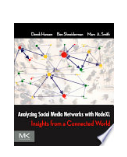 Derek Hansen Ben Shneiderman Marc A. Smith
Analyzing Social Media Networks with NodeXL
Insights from a Connected World
MK